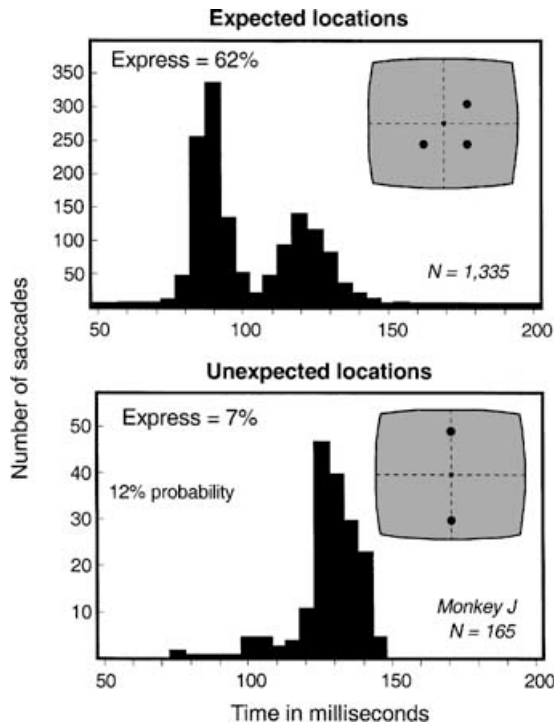 Expected locations
Express = 62%
350
300
250
200
150
100
50
N = 1,335
50 100 150 200
Number of saccades
Unexpected locations
Express = 7%
50
12% probability
40
30
20
10
Monkey J
N = 165
50 100 150 200
Time in milliseconds